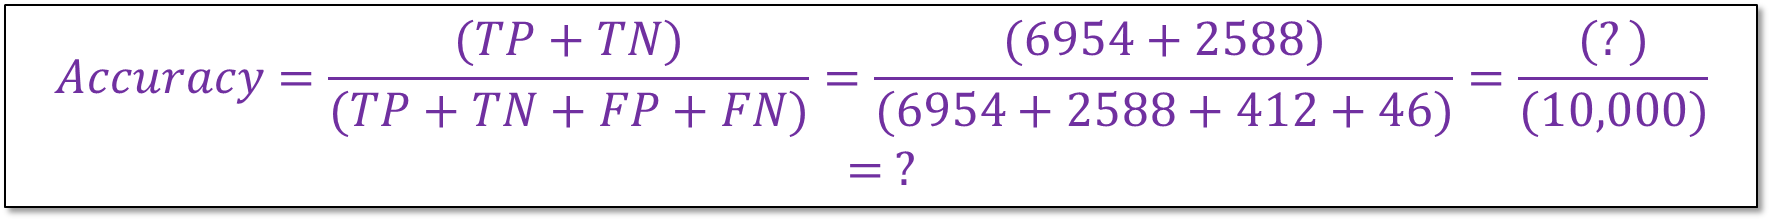 Accuracy = (TP + TN) / (TP + TN + FP + FN) = (6954 + 2588) / (6954 + 2588 + 412 + 46) = (? ) / (10,000)
= ?